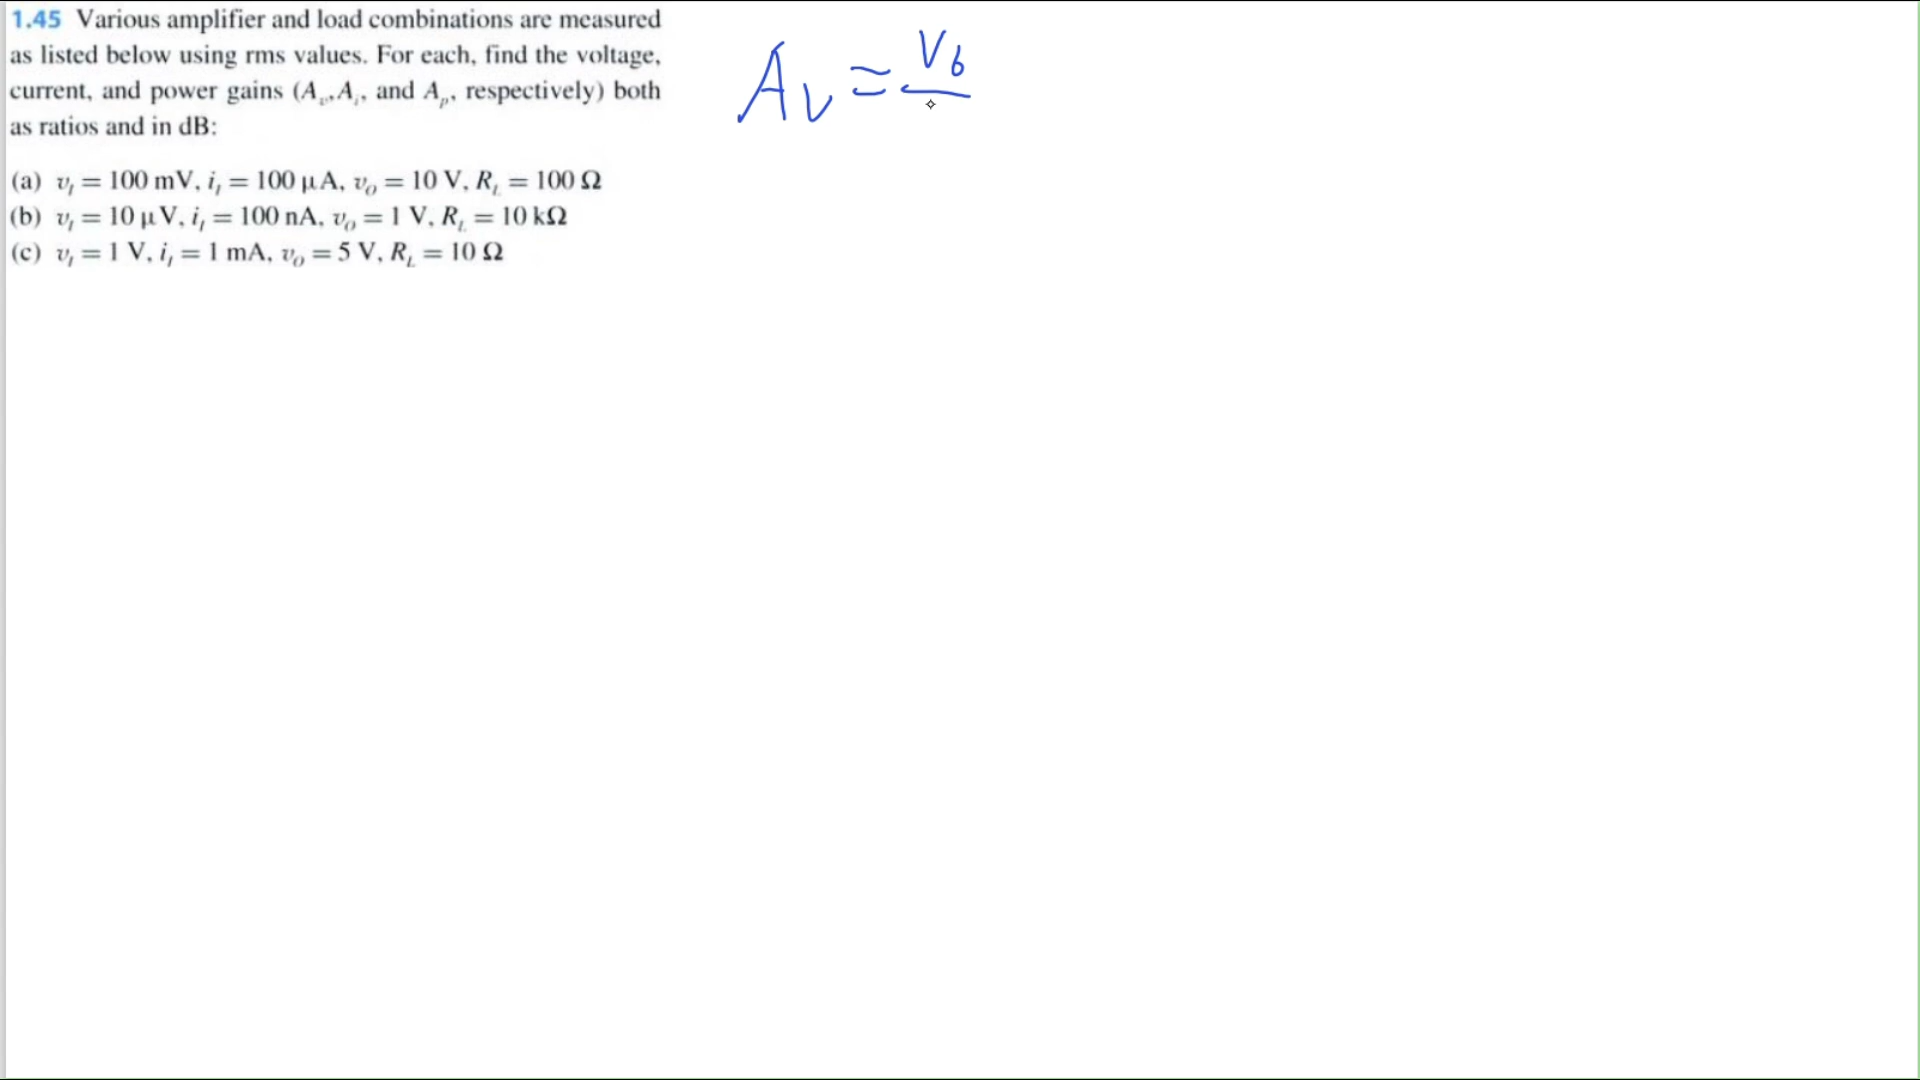 1.45 Various amplifier and load combinations are measured
as listed below using rms values. For each, find the voltage,
current, and power gains (A_v, A_i, and A_p, respectively) both
as ratios and in dB:
(a) v_I = 100 mV, i_I = 100 μA, v_O = 10 V, R_L = 100 Ω
(b) v_I = 10 μV, i_I = 100 nA, v_O = 1 V, R_L = 10 kΩ
(c) v_I = 1 V, i_I = 1 mA, v_O = 5 V, R_L = 10 Ω
A_v = v_o